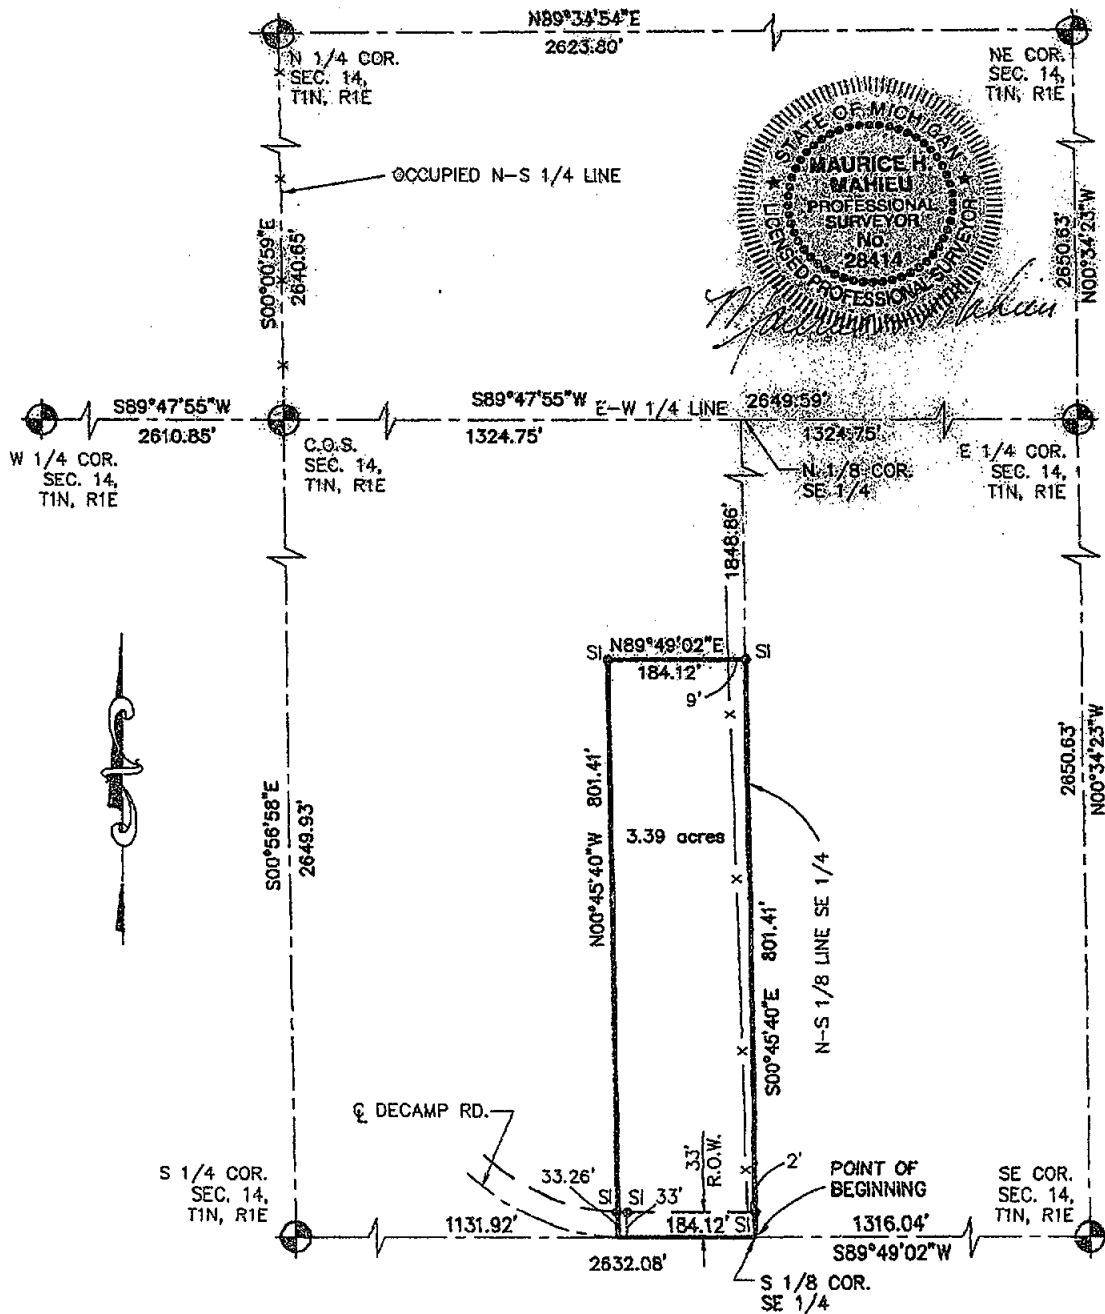 N89°34'54"E
2623.80'
N 1/4 COR.
SEC. 14,
T1N, R1E
NE COR.
SEC. 14,
T1N, R1E
STATE OF MICHIGAN
MAURICE H.
MAHIEU
PROFESSIONAL
SURVEYOR
No.
28414
LICENSED PROFESSIONAL SURVEYOR
OCCUPIED N-S 1/4 LINE
S00°00'59"E
2640.65'
2650.63'
N00°34'23"W
S89°47'55"W
2610.85'
S89°47'55"W
1324.75'
E-W 1/4 LINE
2649.59'
1324.75'
W 1/4 COR.
SEC. 14,
T1N, R1E
C.O.S.
SEC. 14,
T1N, R1E
N 1/8 COR.
SE 1/4
E 1/4 COR.
SEC. 14,
T1N, R1E
1848.86'
SI
N89°49'02"E
184.12'
SI
9'
S00°56'58"E
2649.93'
N00°45'40"W 801.41'
3.39 acres
S00°45'40"E 801.41'
N-S 1/8 LINE SE 1/4
2650.63'
N00°34'23"W
℄ DECAMP RD.
33'
R.O.W.
2'
POINT OF
BEGINNING
S 1/4 COR.
SEC. 14,
T1N, R1E
33.26'
SI
SI
33'
SI
SE COR.
SEC. 14,
T1N, R1E
1131.92'
184.12'
1316.04'
2632.08'
S89°49'02"W
S 1/8 COR.
SE 1/4